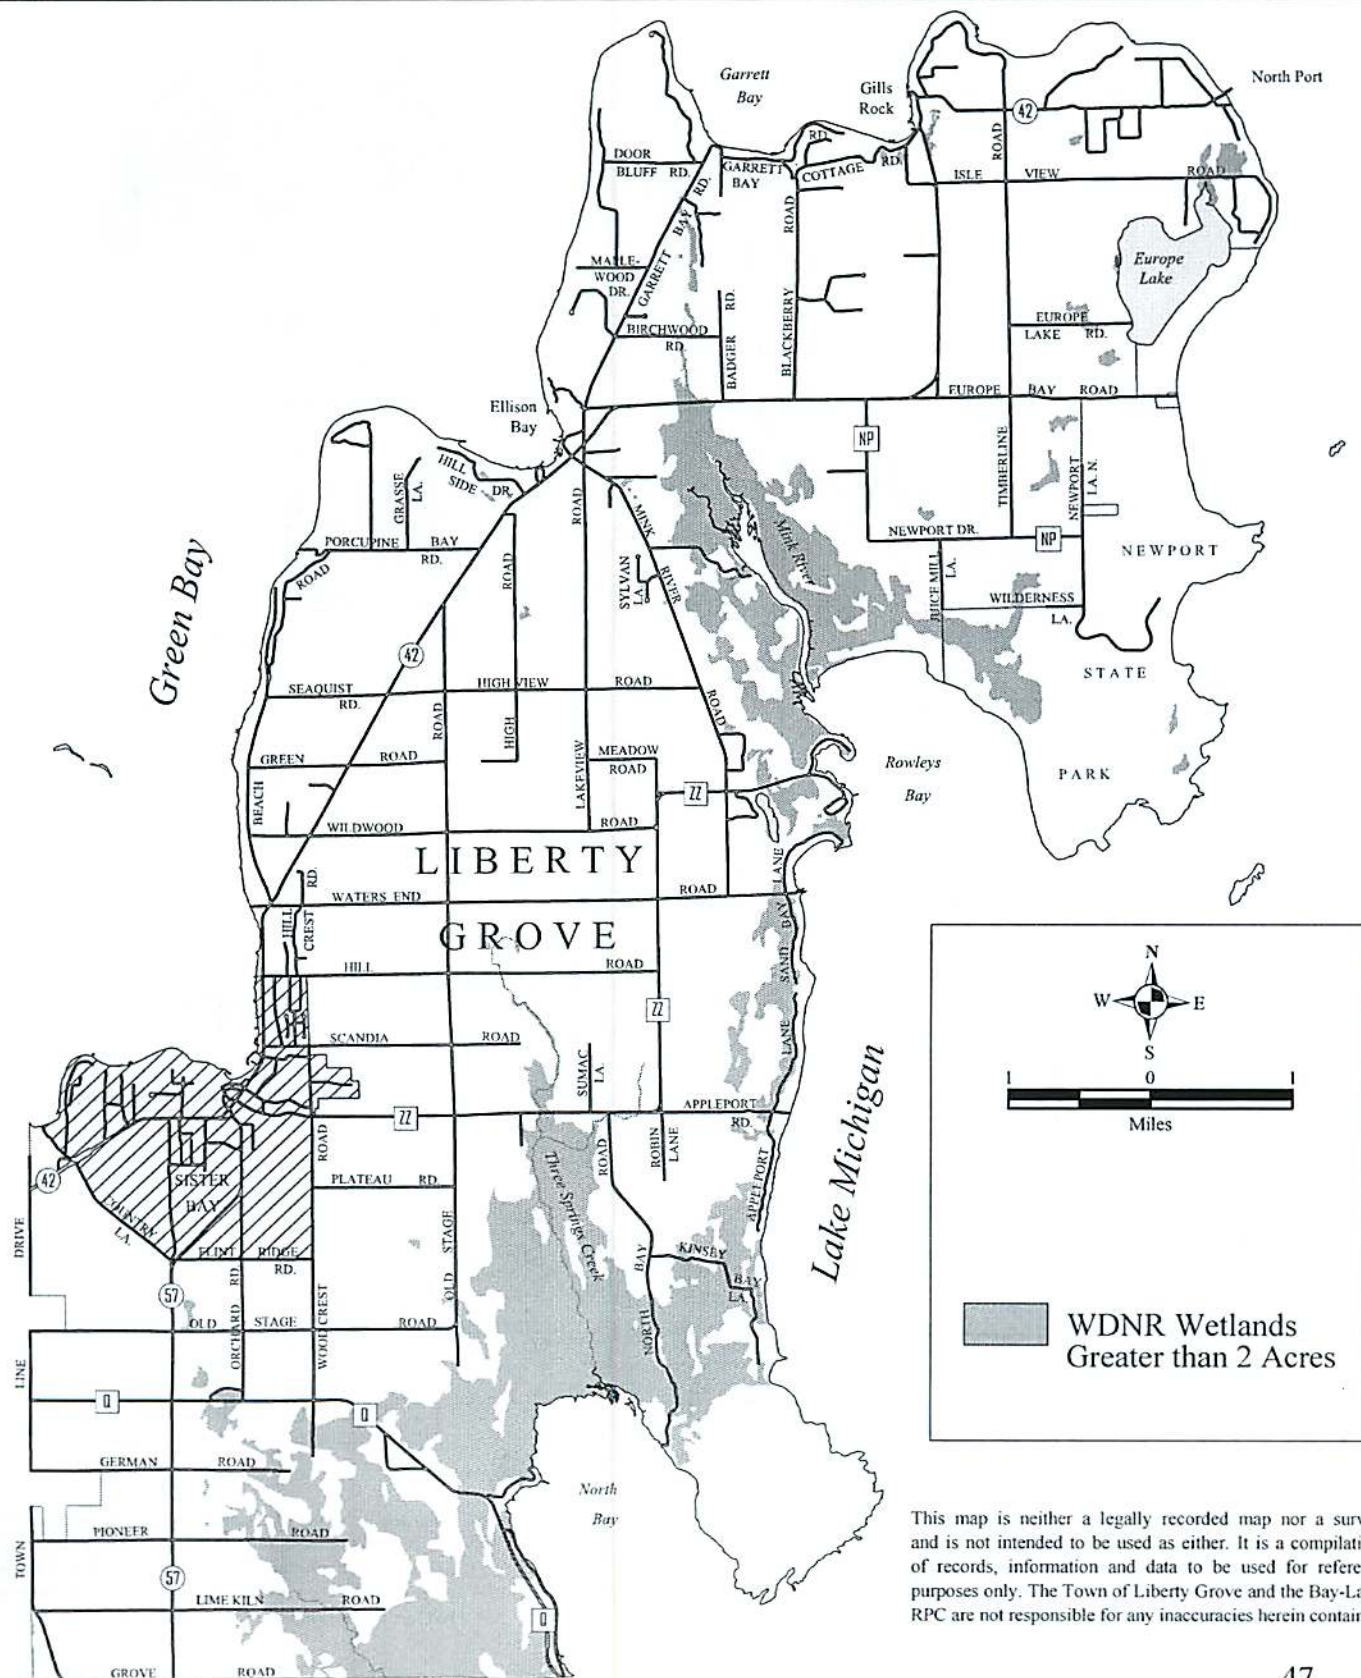 Garrett
Bay
Gills
Rock
North Port
42
RD.
DOOR
BLUFF RD.
GARRETT
BAY
COTTAGE RD.
ROAD
ISLE VIEW ROAD
GARRETT BAY RD.
MAPLE-
WOOD
DR.
BIRCHWOOD
RD.
BADGER RD.
BLACKBERRY ROAD
Europe
Lake
EUROPE
LAKE RD.
EUROPE BAY ROAD
Ellison
Bay
NP
TIMBERLINE
NEWPORT
LA. N.
HILL
SIDE DR.
GRASSE
LA.
ROAD
MINK RIVER ROAD
Mink River
NEWPORT DR.
NP
NEWPORT
STATE
PARK
PORCUPINE BAY
RD.
ROAD
ROAD
SYLVAN
LA.
JUICE MILL
LA.
WILDERNESS
LA.
Green Bay
42
SEAQUIST
RD.
HIGH VIEW ROAD
ROAD
HIGH
GREEN ROAD
LAKEVIEW
MEADOW
ROAD
Rowleys
Bay
BEACH
ZZ
WILDWOOD ROAD
LIBERTY
GROVE
RD.
WATERS END ROAD
HILL
CREST
LANE
SAND BAY
HILL ROAD
ZZ
SCANDIA ROAD
SUMAC
LA.
LANE
Lake Michigan
N
W E
S
1 0 1
Miles
ZZ
APPLEPORT
RD.
ROAD
ROAD
ROBIN
LANE
Three Springs Creek
42
SISTER
BAY
PLATEAU RD.
APPLEPORT
COUNTRY
LA.
FLINT RIDGE
RD.
DRIVE
OLD STAGE
KINSEY
BAY
LA.
BAY
NORTH
57
ORCHARD RD.
WOODCREST
OLD STAGE ROAD
LINE
WDNR Wetlands
Greater than 2 Acres
Q
Q
GERMAN ROAD
North
Bay
PIONEER ROAD
TOWN
57
LIME KILN ROAD
Q
GROVE ROAD
This map is neither a legally recorded map nor a surv
and is not intended to be used as either. It is a compilati
of records, information and data to be used for refere
purposes only. The Town of Liberty Grove and the Bay-La
RPC are not responsible for any inaccuracies herein contain
47